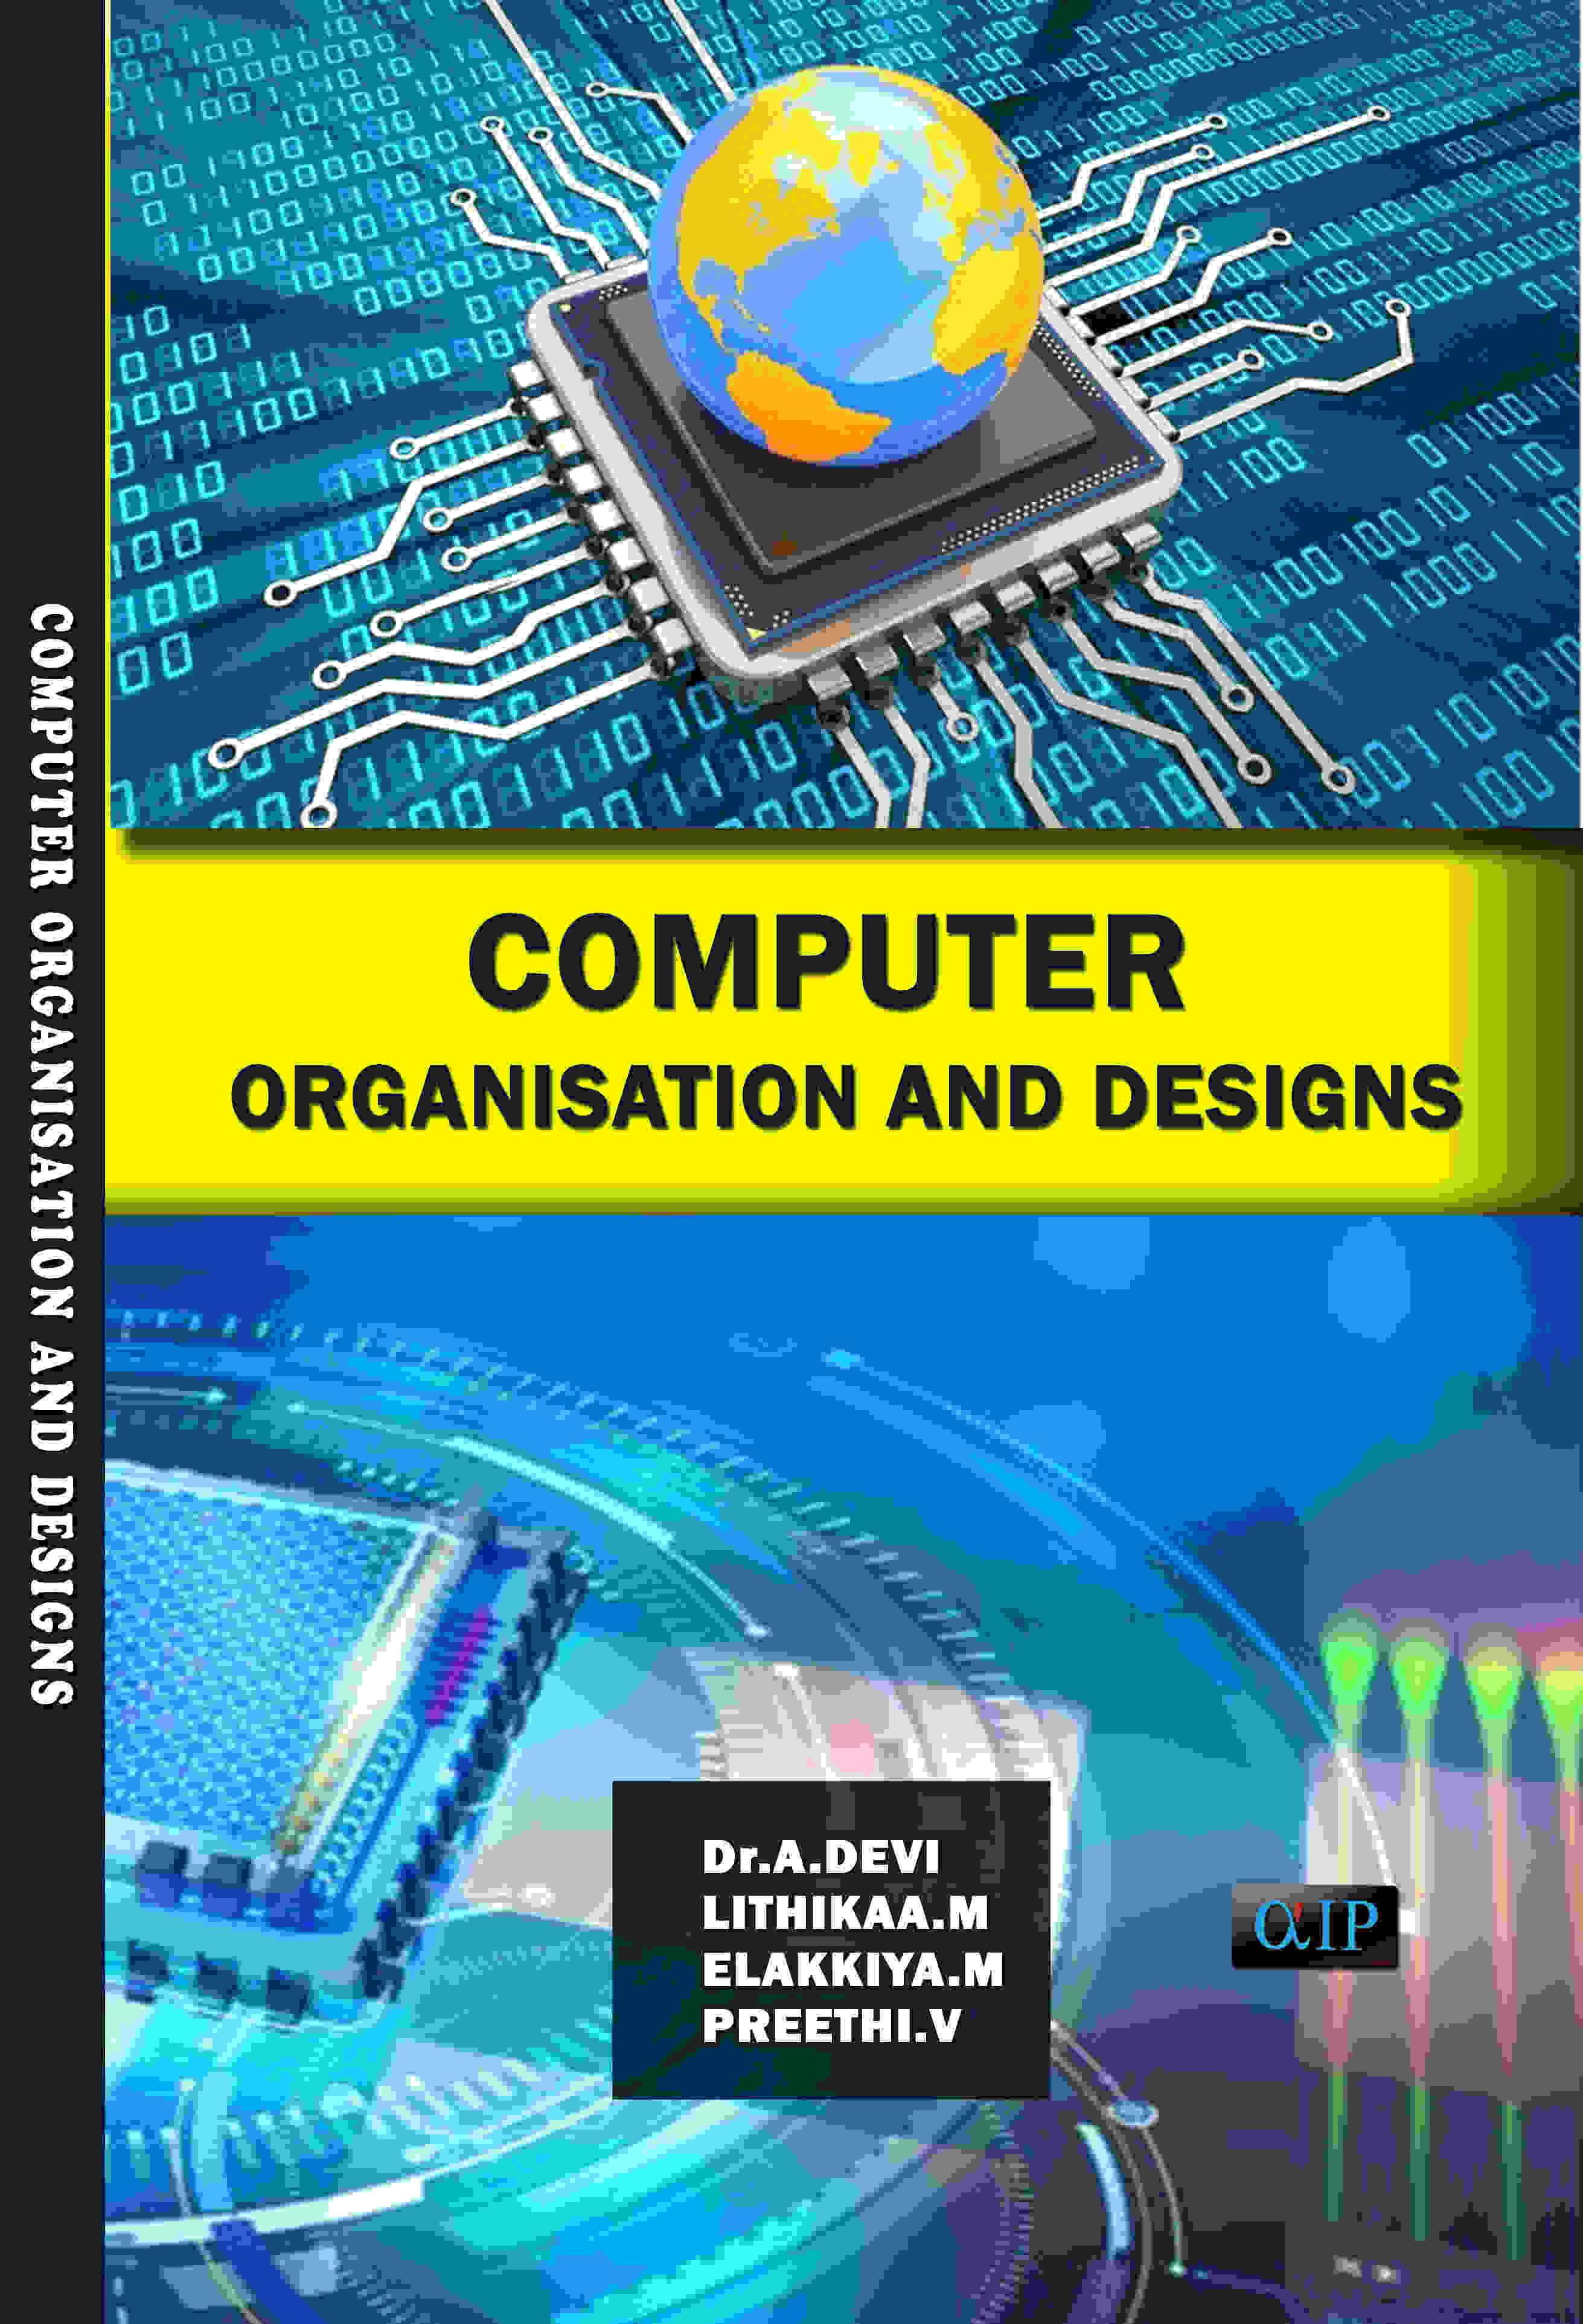 COMPUTER ORGANISATION AND DESIGNS
COMPUTER
ORGANISATION AND DESIGNS
Dr.A.DEVI
LITHIKAA.M
ELAKKIYA.M
PREETHI.V
αIP